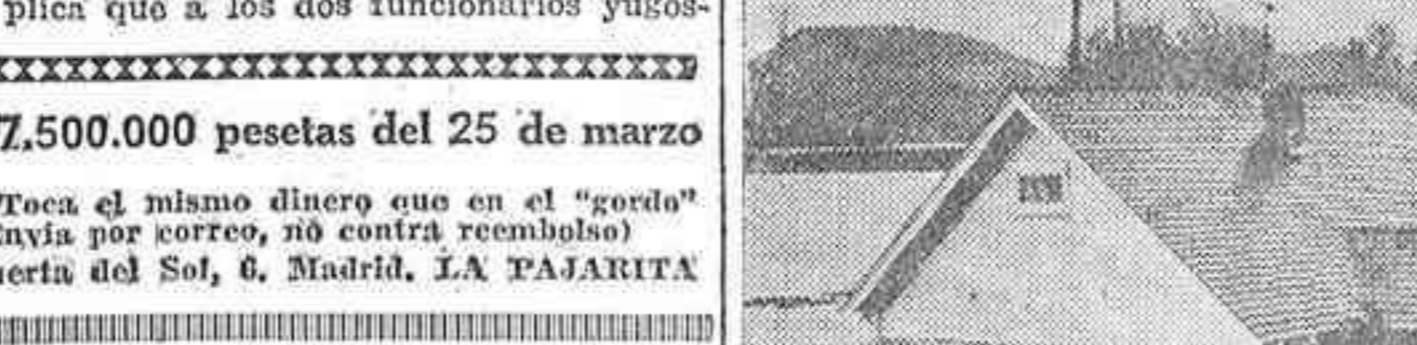 plica que a los dos funcionarios yugos-
7.500.000 pesetas del 25 de marzo
Toca el mismo dinero que en el "gordo"
nvia por correo, no contra reembolso)
erta del Sol, 6. Madrid. LA PAJARITA